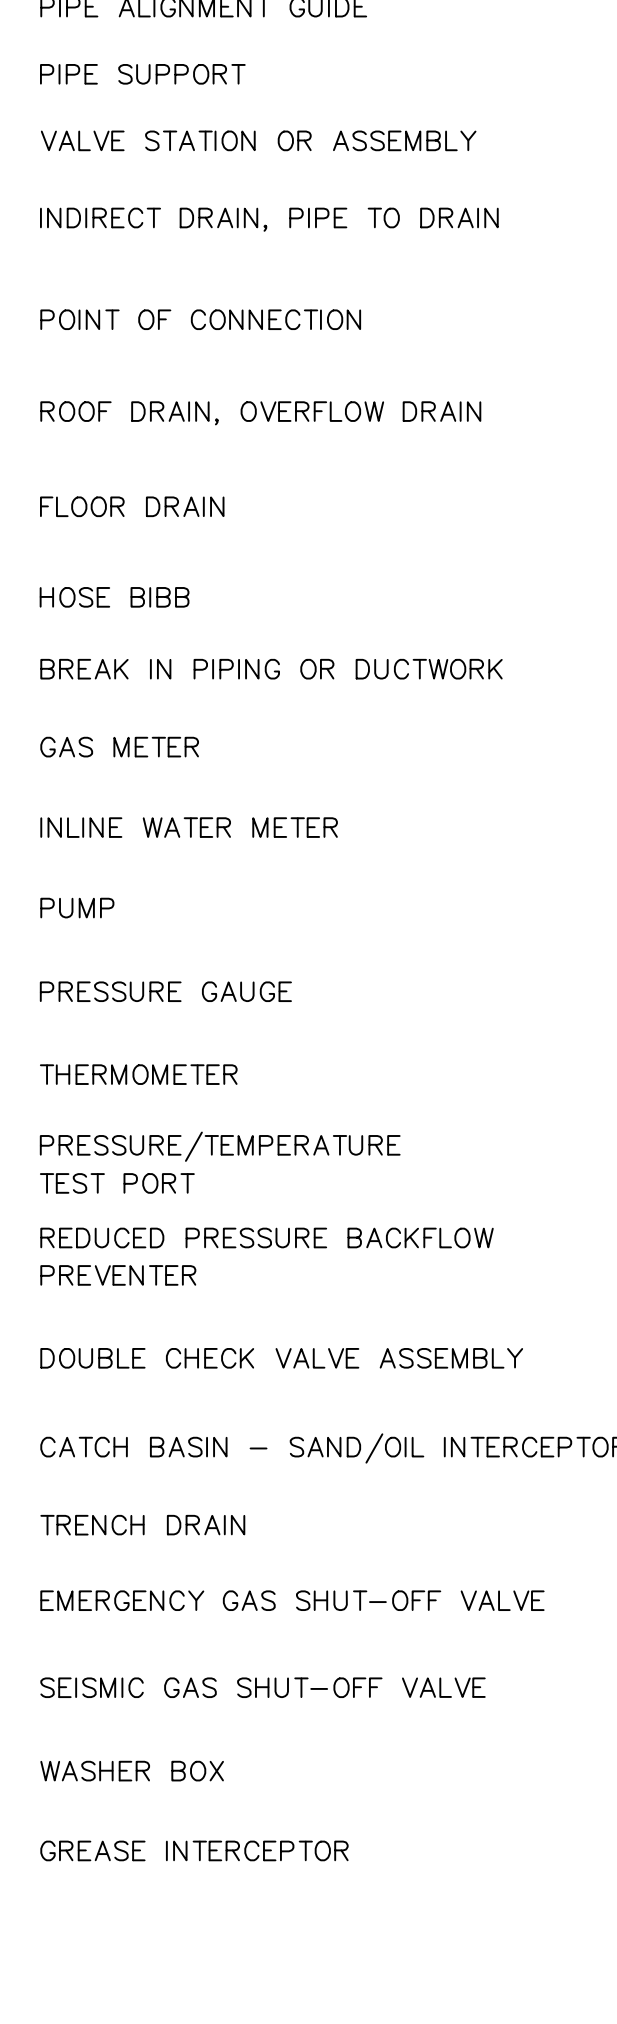 PIPE ALIGNMENT GUIDE
PIPE SUPPORT
VALVE STATION OR ASSEMBLY
INDIRECT DRAIN, PIPE TO DRAIN
POINT OF CONNECTION
ROOF DRAIN, OVERFLOW DRAIN
FLOOR DRAIN
HOSE BIBB
BREAK IN PIPING OR DUCTWORK
GAS METER
INLINE WATER METER
PUMP
PRESSURE GAUGE
THERMOMETER
PRESSURE/TEMPERATURE
TEST PORT
REDUCED PRESSURE BACKFLOW
PREVENTER
DOUBLE CHECK VALVE ASSEMBLY
CATCH BASIN – SAND/OIL INTERCEPTOR
TRENCH DRAIN
EMERGENCY GAS SHUT–OFF VALVE
SEISMIC GAS SHUT–OFF VALVE
WASHER BOX
GREASE INTERCEPTOR